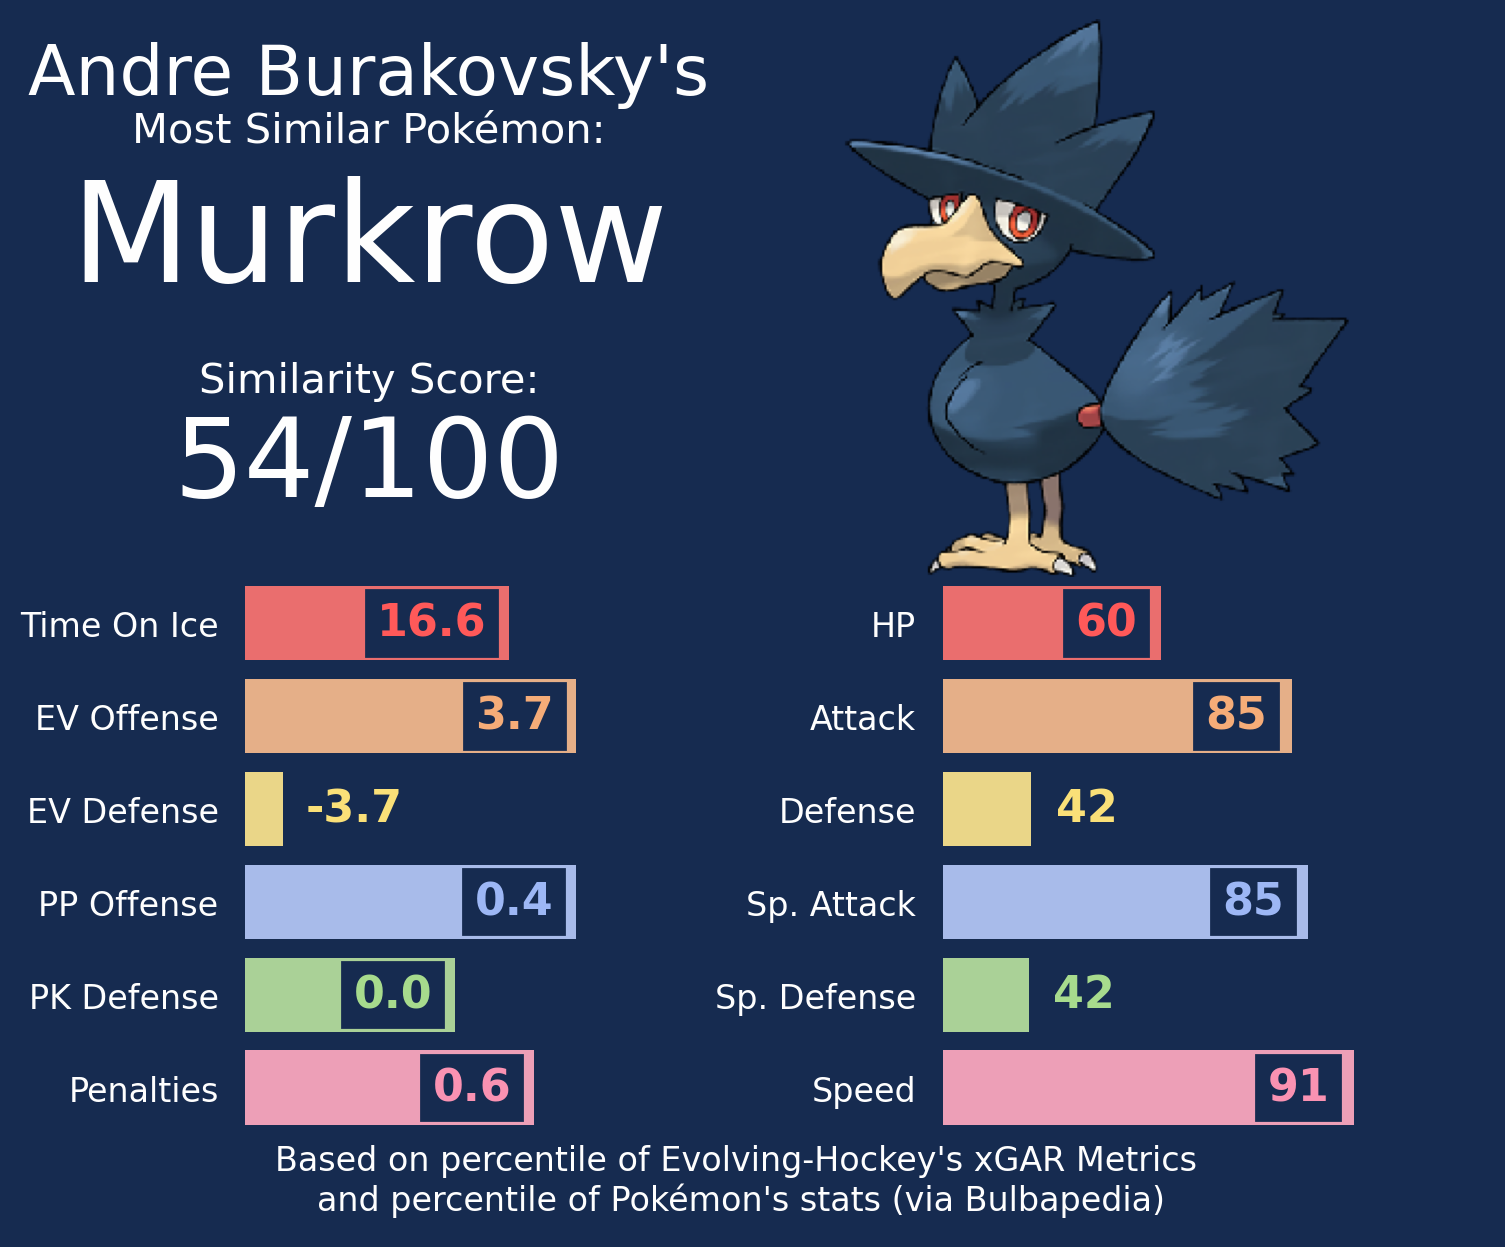 Andre Burakovsky's
Most Similar Pokémon:
Murkrow
Similarity Score:
54/100
Time On Ice 16.6
EV Offense 3.7
EV Defense -3.7
PP Offense 0.4
PK Defense 0.0
Penalties 0.6
HP 60
Attack 85
Defense 42
Sp. Attack 85
Sp. Defense 42
Speed 91
Based on percentile of Evolving-Hockey's xGAR Metrics
and percentile of Pokémon's stats (via Bulbapedia)